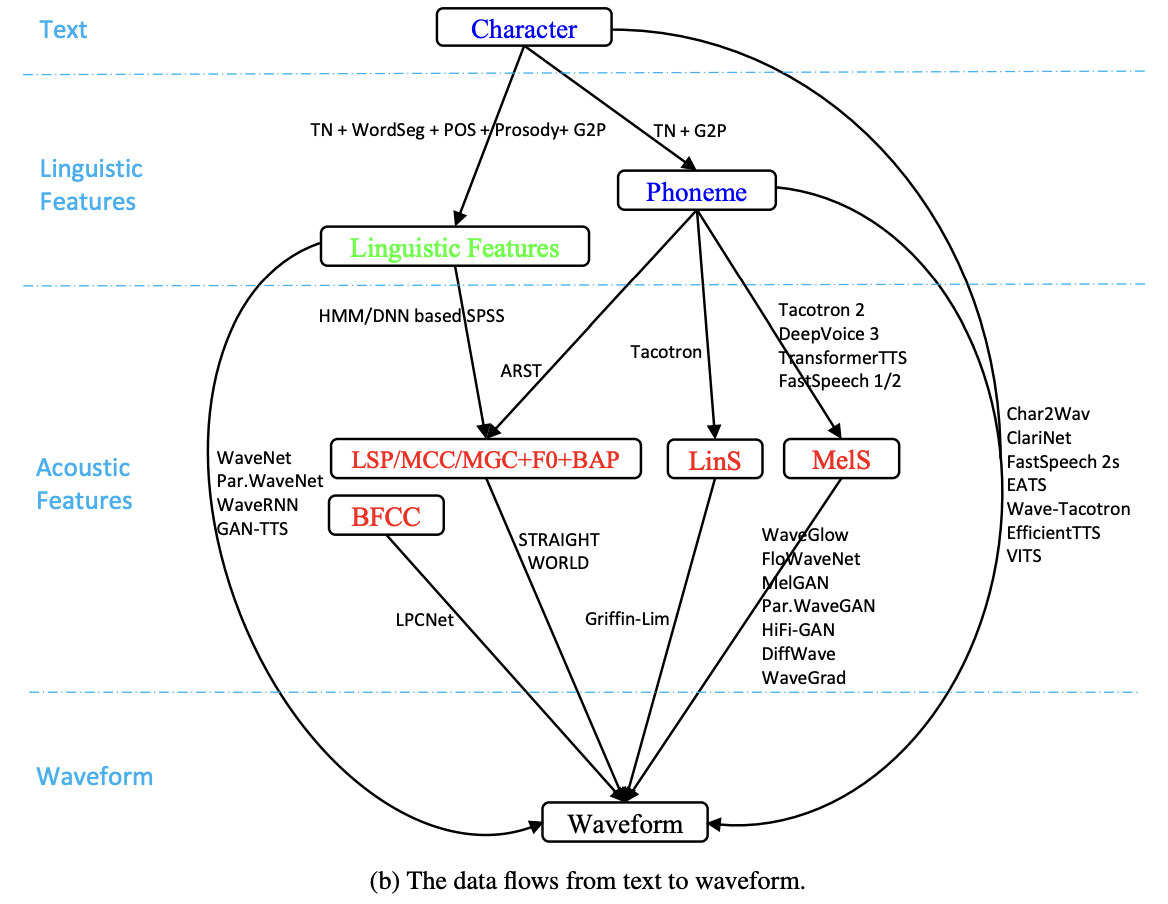 Text
Character
TN + WordSeg + POS + Prosody+ G2P
TN + G2P
Linguistic
Features
Phoneme
Linguistic Features
HMM/DNN based SPSS
ARST
Tacotron
Tacotron 2
DeepVoice 3
TransformerTTS
FastSpeech 1/2
Acoustic
Features
LSP/MCC/MGC+F0+BAP
LinS
MelS
BFCC
WaveNet
Par.WaveNet
WaveRNN
GAN-TTS
Char2Wav
ClariNet
FastSpeech 2s
EATS
Wave-Tacotron
EfficientTTS
VITS
STRAIGHT
WORLD
LPCNet
Griffin-Lim
WaveGlow
FloWaveNet
MelGAN
Par.WaveGAN
HiFi-GAN
DiffWave
WaveGrad
Waveform
Waveform
(b) The data flows from text to waveform.